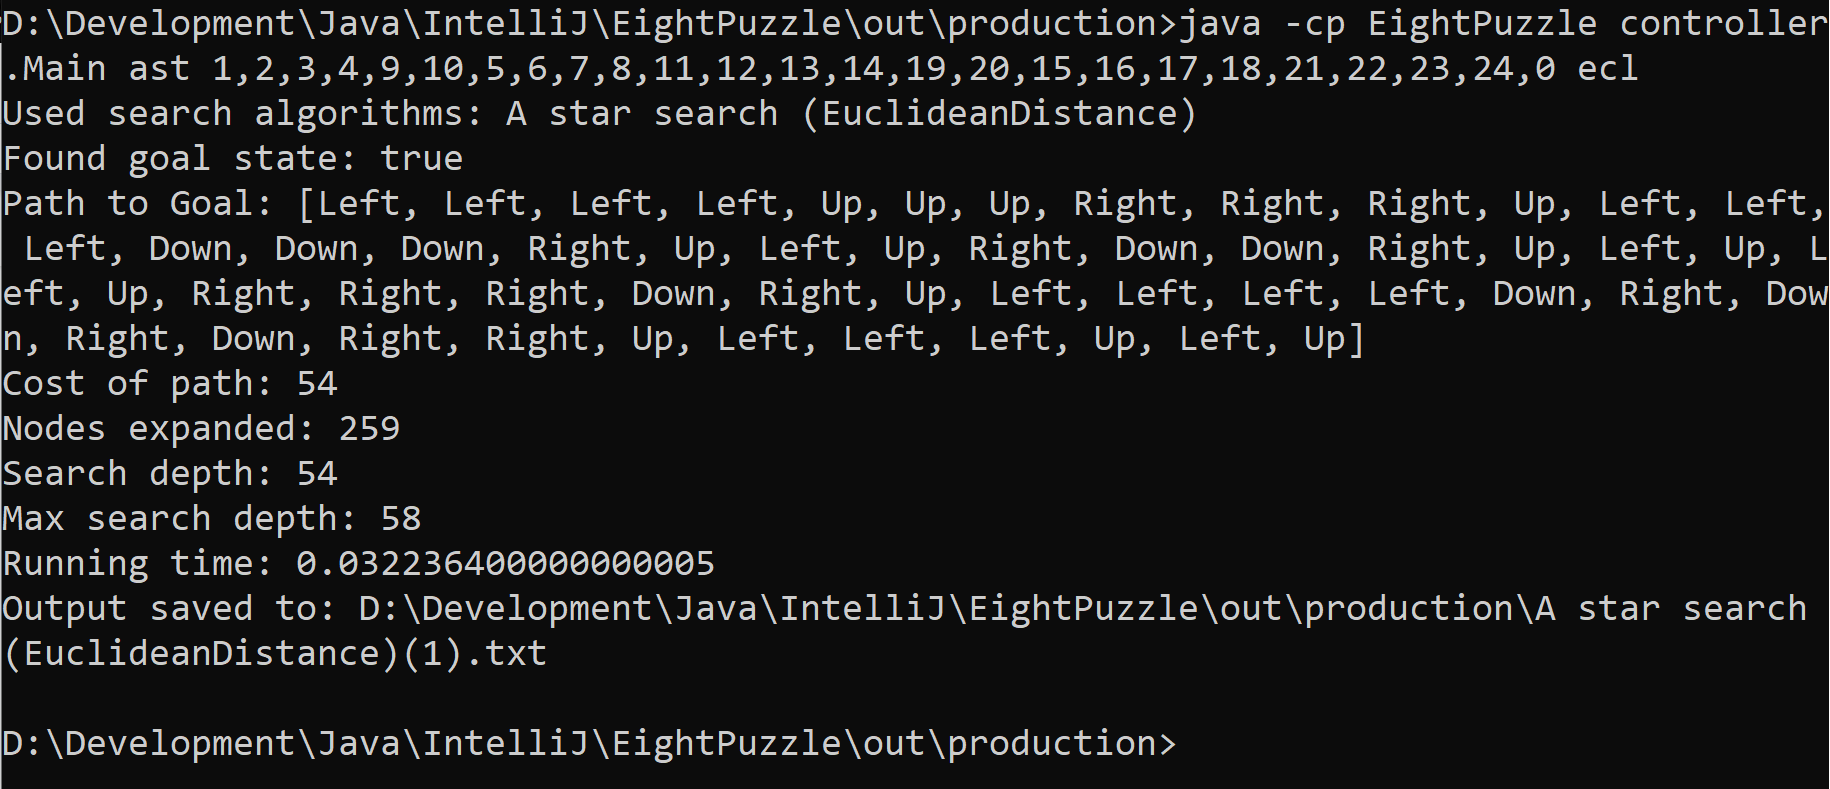 D:\Development\Java\IntelliJ\EightPuzzle\out\production>java -cp EightPuzzle controller
.Main ast 1,2,3,4,9,10,5,6,7,8,11,12,13,14,19,20,15,16,17,18,21,22,23,24,0 ecl
Used search algorithms: A star search (EuclideanDistance)
Found goal state: true
Path to Goal: [Left, Left, Left, Left, Up, Up, Up, Right, Right, Right, Up, Left, Left,
 Left, Down, Down, Down, Right, Up, Left, Up, Right, Down, Down, Right, Up, Left, Up, L
eft, Up, Right, Right, Right, Down, Right, Up, Left, Left, Left, Left, Down, Right, Dow
n, Right, Down, Right, Right, Up, Left, Left, Left, Up, Left, Up]
Cost of path: 54
Nodes expanded: 259
Search depth: 54
Max search depth: 58
Running time: 0.032236400000000005
Output saved to: D:\Development\Java\IntelliJ\EightPuzzle\out\production\A star search
(EuclideanDistance)(1).txt
D:\Development\Java\IntelliJ\EightPuzzle\out\production>